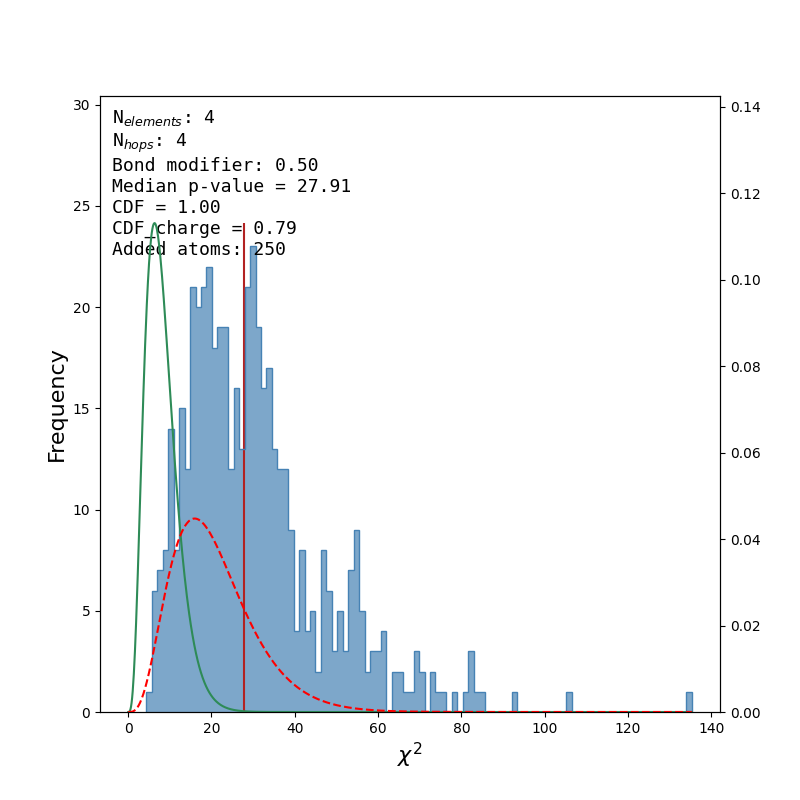 N_elements: 4
N_hops: 4
Bond modifier: 0.50
Median p-value = 27.91
CDF = 1.00
CDF_charge = 0.79
Added atoms: 250
30
25
20
15
10
5
0
Frequency
0.14
0.12
0.10
0.08
0.06
0.04
0.02
0.00
0 20 40 60 80 100 120 140
χ²